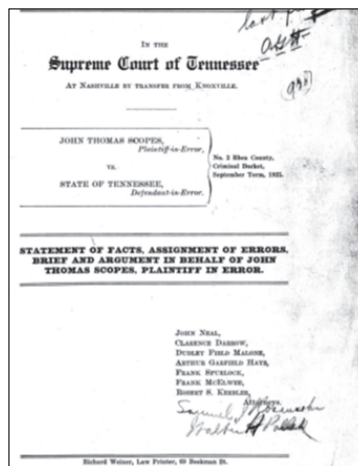 IN THE
Supreme Court of Tennessee
AT NASHVILLE BY TRANSFER FROM KNOXVILLE.
JOHN THOMAS SCOPES,
Plaintiff-in-Error,
VS.
STATE OF TENNESSEE,
Defendant-in-Error.
No. 2 Rhea County,
Criminal Docket,
September Term, 1925.
STATEMENT OF FACTS, ASSIGNMENT OF ERRORS,
BRIEF AND ARGUMENT IN BEHALF OF JOHN
THOMAS SCOPES, PLAINTIFF IN ERROR.
JOHN NEAL,
CLARENCE DARROW,
DUDLEY FIELD MALONE,
ARTHUR GARFIELD HAYS,
FRANK SPURLOCK,
FRANK MCELWEE,
ROBERT S. KEEBLER,
Attorneys.
Samuel
Walter H Pollak
Richard Weiner, Law Printer, 69 Beekman St.